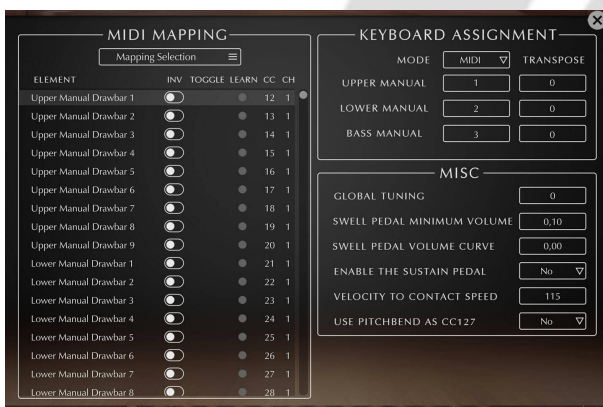 MIDI MAPPING
Mapping Selection
ELEMENT INV TOGGLE LEARN CC CH
Upper Manual Drawbar 1 12 1
Upper Manual Drawbar 2 13 1
Upper Manual Drawbar 3 14 1
Upper Manual Drawbar 4 15 1
Upper Manual Drawbar 5 16 1
Upper Manual Drawbar 6 17 1
Upper Manual Drawbar 7 18 1
Upper Manual Drawbar 8 19 1
Upper Manual Drawbar 9 20 1
Lower Manual Drawbar 1 21 1
Lower Manual Drawbar 2 22 1
Lower Manual Drawbar 3 23 1
Lower Manual Drawbar 4 24 1
Lower Manual Drawbar 5 25 1
Lower Manual Drawbar 6 26 1
Lower Manual Drawbar 7 27 1
Lower Manual Drawbar 8 28 1
KEYBOARD ASSIGNMENT
MODE MIDI TRANSPOSE
UPPER MANUAL 1 0
LOWER MANUAL 2 0
BASS MANUAL 3 0
MISC
GLOBAL TUNING 0
SWELL PEDAL MINIMUM VOLUME 0,10
SWELL PEDAL VOLUME CURVE 0,00
ENABLE THE SUSTAIN PEDAL No
VELOCITY TO CONTACT SPEED 115
USE PITCHBEND AS CC127 No